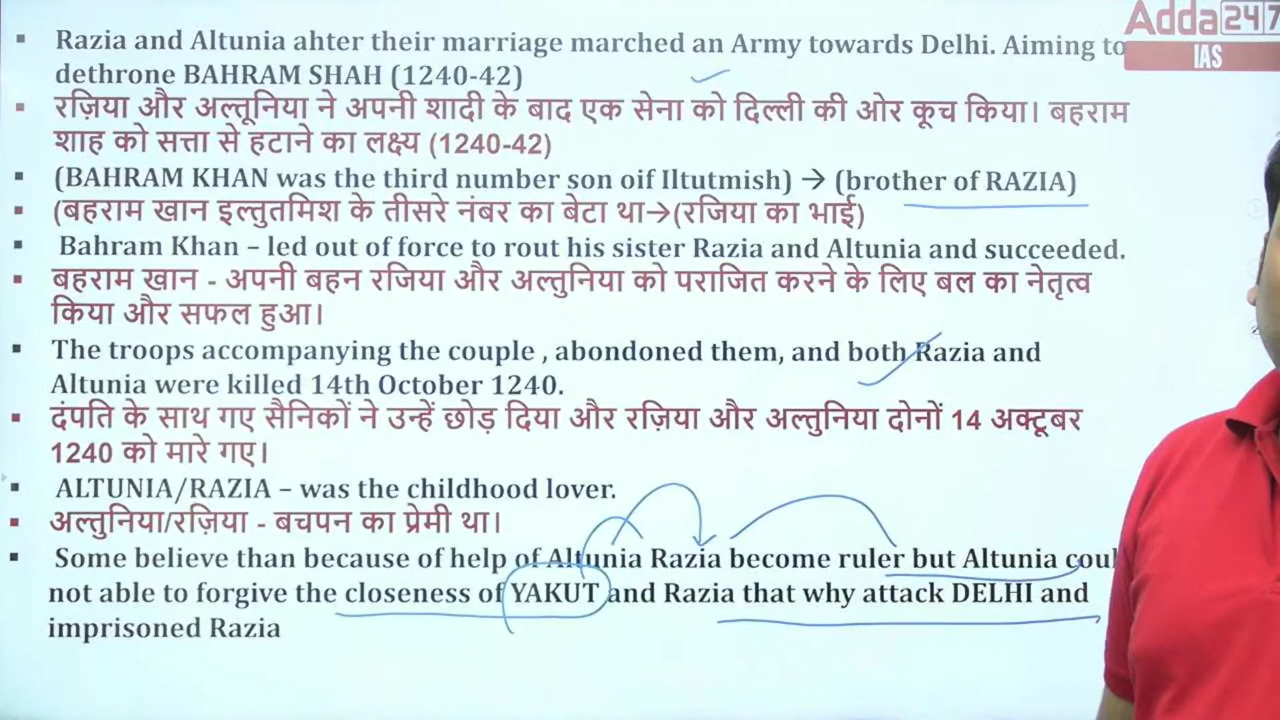 Adda247
IAS
▪ Razia and Altunia ahter their marriage marched an Army towards Delhi. Aiming to
dethrone BAHRAM SHAH (1240-42)
▪ रज़िया और अल्तूनिया ने अपनी शादी के बाद एक सेना को दिल्ली की ओर कूच किया। बहराम
शाह को सत्ता से हटाने का लक्ष्य (1240-42)
▪ (BAHRAM KHAN was the third number son oif Iltutmish) → (brother of RAZIA)
▪ (बहराम खान इल्तुतमिश के तीसरे नंबर का बेटा था→(रजिया का भाई)
▪ Bahram Khan – led out of force to rout his sister Razia and Altunia and succeeded.
▪ बहराम खान - अपनी बहन रजिया और अल्तुनिया को पराजित करने के लिए बल का नेतृत्व
किया और सफल हुआ।
▪ The troops accompanying the couple , abondoned them, and both Razia and
Altunia were killed 14th October 1240.
▪ दंपति के साथ गए सैनिकों ने उन्हें छोड़ दिया और रज़िया और अल्तुनिया दोनों 14 अक्टूबर
1240 को मारे गए।
▪ ALTUNIA/RAZIA – was the childhood lover.
▪ अल्तुनिया/रज़िया - बचपन का प्रेमी था।
▪ Some believe than because of help of Altunia Razia become ruler but Altunia coul
not able to forgive the closeness of YAKUT and Razia that why attack DELHI and
imprisoned Razia